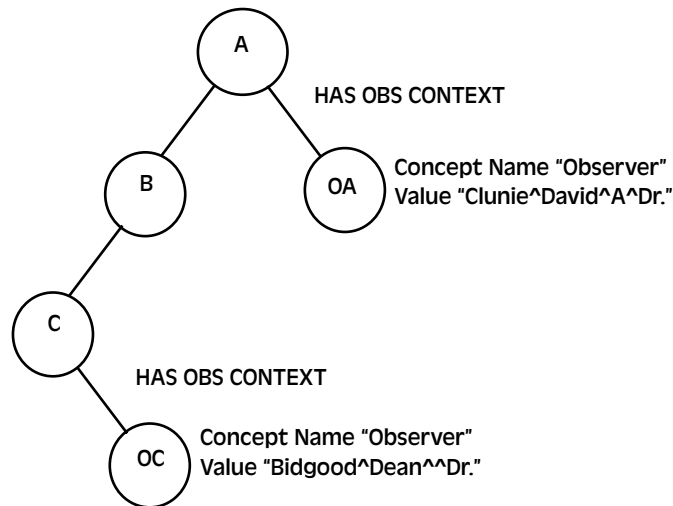 A
HAS OBS CONTEXT
B
OA
Concept Name “Observer”
Value “Clunie^David^A^Dr.”
C
HAS OBS CONTEXT
OC
Concept Name “Observer”
Value “Bidgood^Dean^^Dr.”